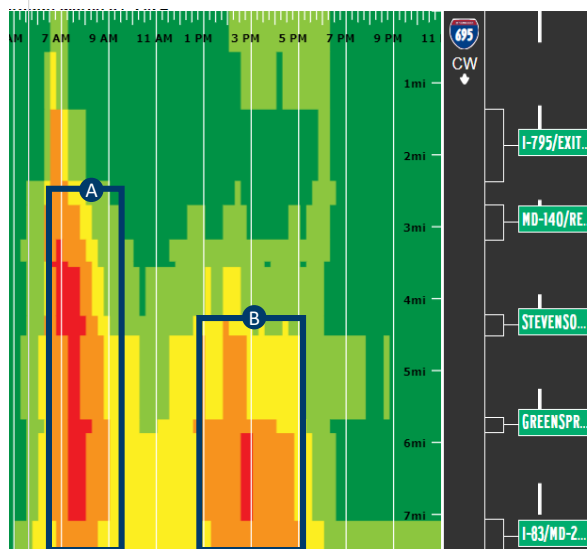 AM 7 AM 9 AM 11 AM 1 PM 3 PM 5 PM 7 PM 9 PM 11
695
CW
1mi
I-795/EXIT...
2mi
A
MD-140/RE...
3mi
4mi
B
STEVENSO...
5mi
GREENSPR...
6mi
7mi
I-83/MD-2...